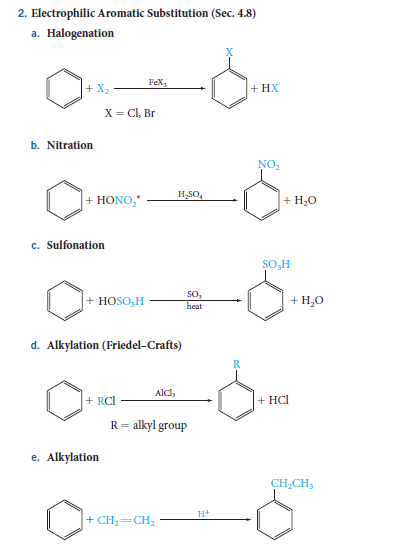 2. Electrophilic Aromatic Substitution (Sec. 4.8)
a. Halogenation
X
+ X₂
FeX₃
+ HX
X = Cl, Br
b. Nitration
NO₂
+ HONO₂*
H₂SO₄
+ H₂O
c. Sulfonation
SO₃H
+ HOSO₃H
SO₃
heat
+ H₂O
d. Alkylation (Friedel–Crafts)
R
+ RCl
AlCl₃
+ HCl
R = alkyl group
e. Alkylation
CH₂CH₃
+ CH₂=CH₂
H⁺